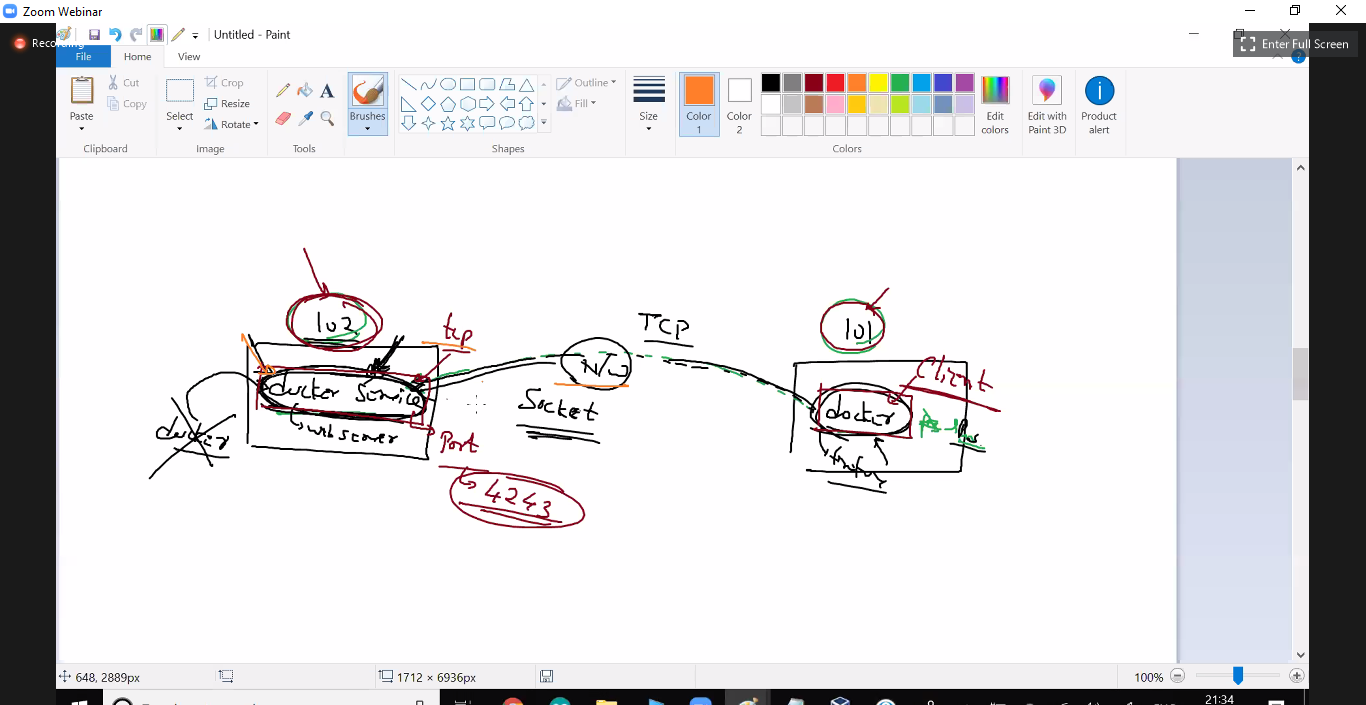 Zoom Webinar
Recording
Untitled - Paint
Enter Full Screen
File Home View
Paste
Cut
Copy
Clipboard
Select
Crop
Resize
Rotate
Image
Tools
Brushes
Shapes
Outline
Fill
Size
Color 1
Color 2
Colors
Edit colors
Edit with Paint 3D
Product alert
102
tcp
TCP
101
N/W
docker service
Socket
Client
docker
docker
webserver
Port
4243
648, 2889px
1712 × 6936px
100%
21:34